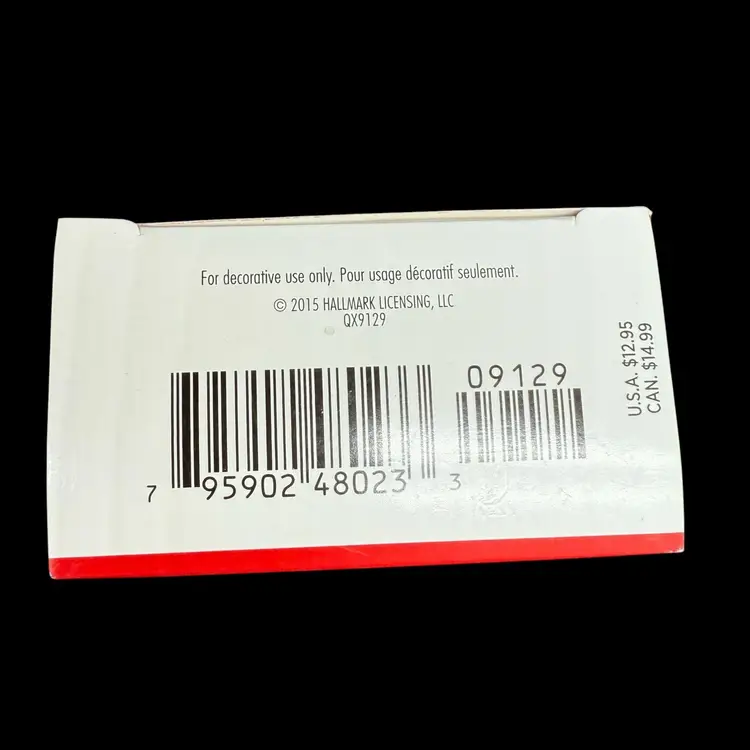 For decorative use only. Pour usage décoratif seulement.
© 2015 HALLMARK LICENSING, LLC
QX9129
09129
7 95902 48023 3
U.S.A. $12.95
CAN. $14.99